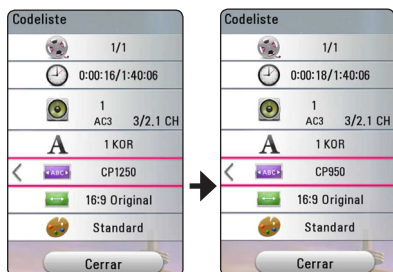 Codeliste
1/1
0:00:16/1:40:06
1
AC3 3/2.1 CH
A 1 KOR
ABC CP1250
16:9 Original
Standard
Cerrar
Codeliste
1/1
0:00:18/1:40:06
1
AC3 3/2.1 CH
A 1 KOR
ABC CP950
16:9 Original
Standard
Cerrar